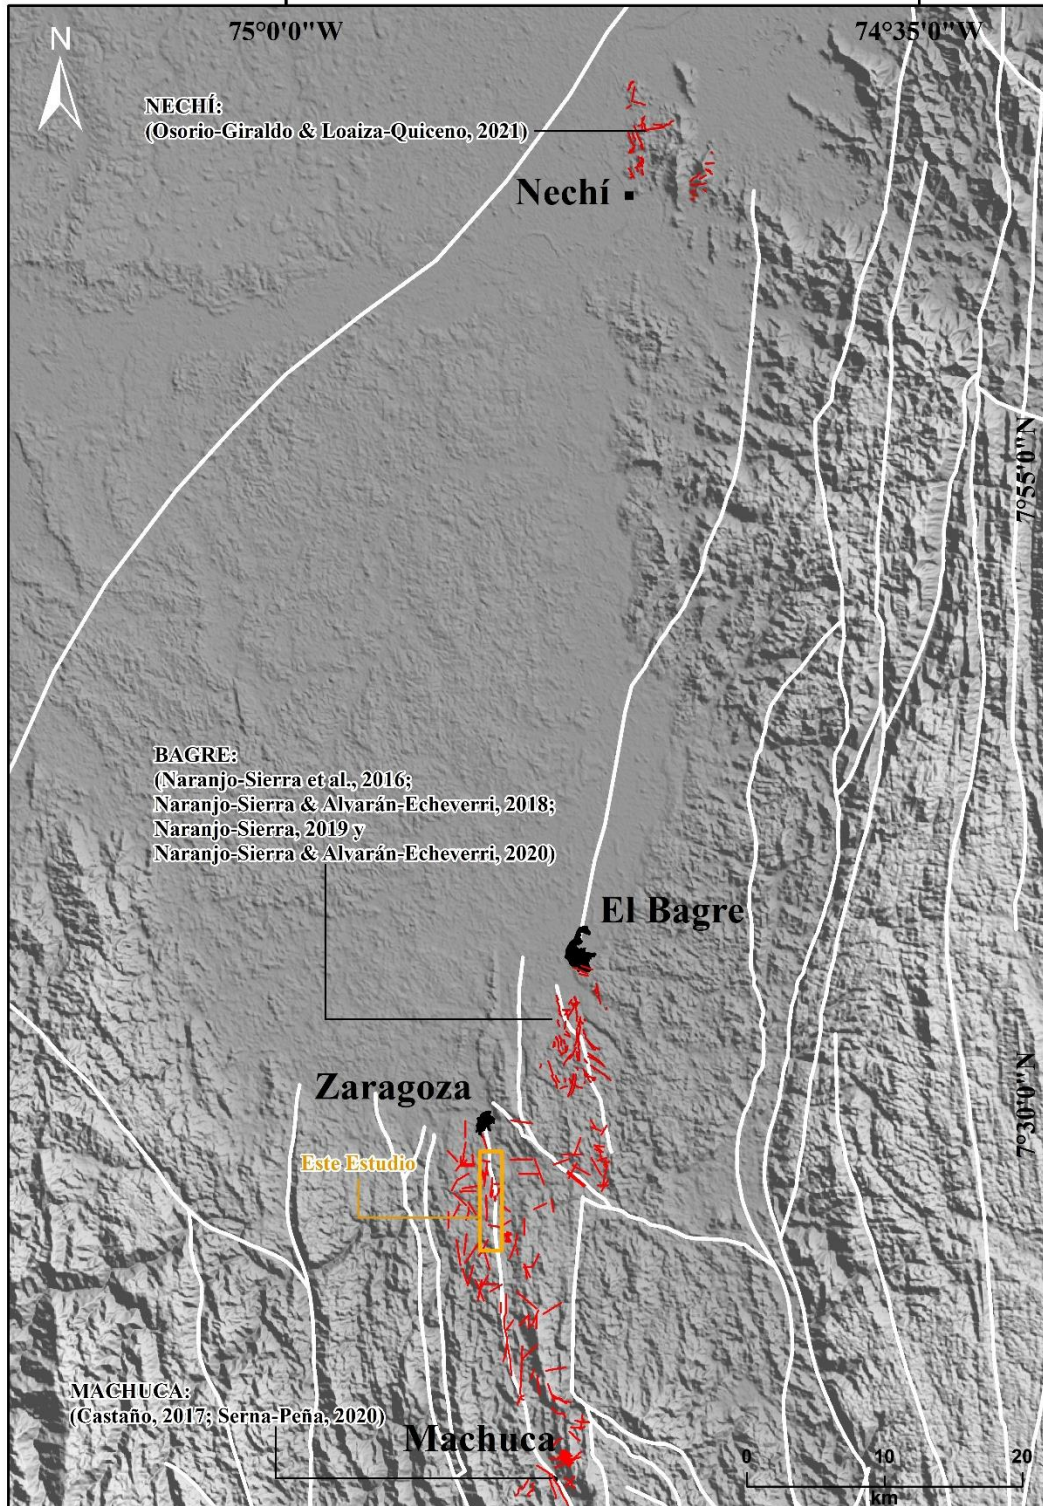 75°0'0"W
74°35'0"W
N
NECHÍ:
(Osorio-Giraldo & Loaiza-Quiceno, 2021)
Nechí
7°55'0"N
BAGRE:
(Naranjo-Sierra et al., 2016;
Naranjo-Sierra & Alvarán-Echeverri, 2018;
Naranjo-Sierra, 2019 y
Naranjo-Sierra & Alvarán-Echeverri, 2020)
El Bagre
Zaragoza
7°30'0"N
Este Estudio
MACHUCA:
(Castaño, 2017; Serna-Peña, 2020)
Machuca
0 10 20
km